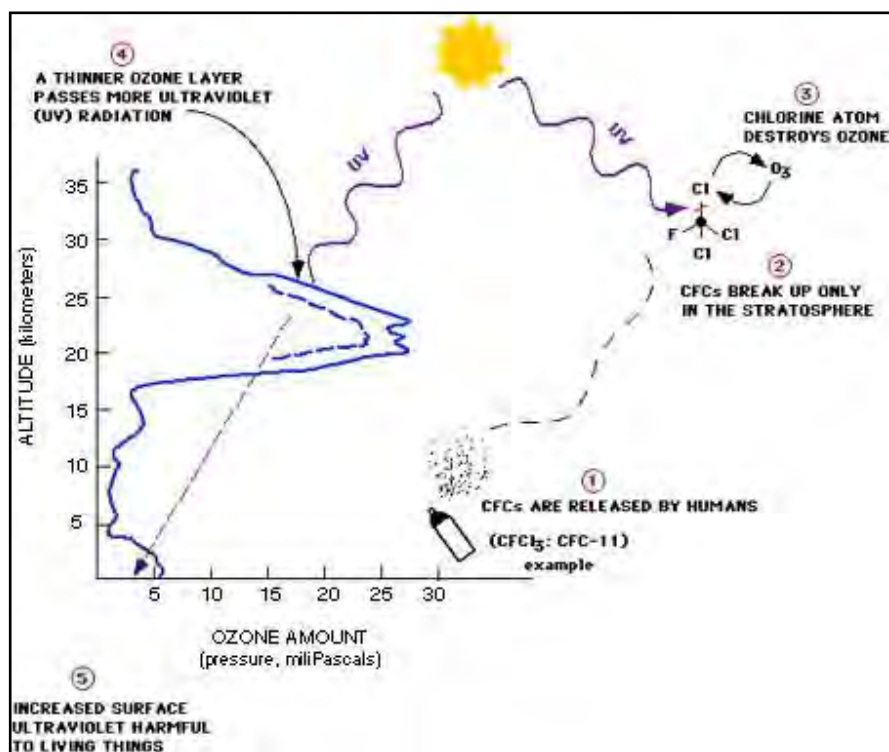 ④
A THINNER OZONE LAYER
PASSES MORE ULTRAVIOLET
(UV) RADIATION
UV
UV
③
CHLORINE ATOM
DESTROYS OZONE
Cl
O₃
F
Cl
Cl
②
CFCs BREAK UP ONLY
IN THE STRATOSPHERE
①
CFCs ARE RELEASED BY HUMANS
(CFCl₃: CFC-11)
example
ALTITUDE (kilometers)
35
30
25
20
15
10
5
5
10
15
20
25
30
OZONE AMOUNT
(pressure, miliPascals)
⑤
INCREASED SURFACE
ULTRAVIOLET HARMFUL
TO LIVING THINGS